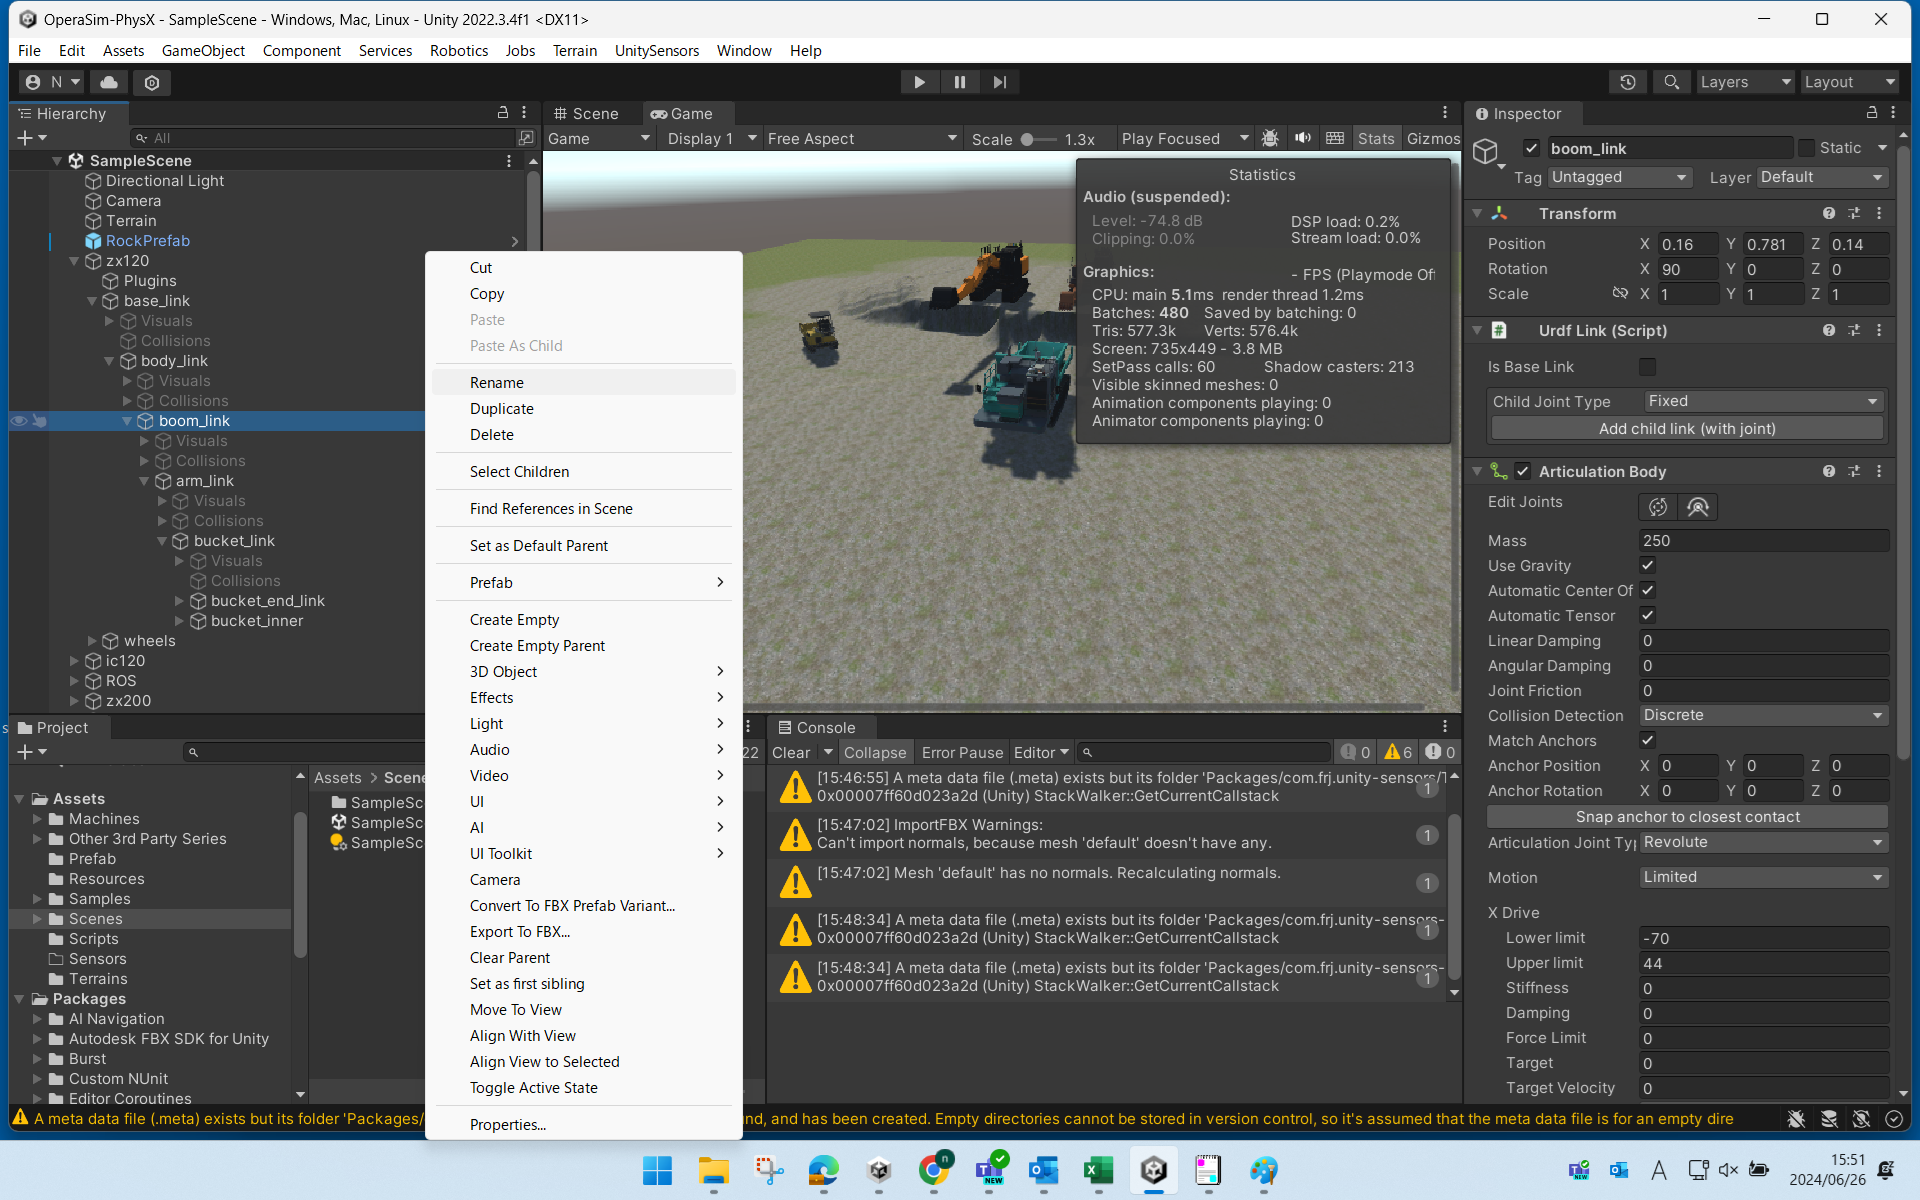 OperaSim-PhysX - SampleScene - Windows, Mac, Linux - Unity 2022.3.4f1 <DX11>
File Edit Assets GameObject Component Services Robotics Jobs Terrain UnitySensors Window Help
N
Layers
Layout
Hierarchy
All
SampleScene
Directional Light
Camera
Terrain
RockPrefab
zx120
Plugins
base_link
Visuals
Collisions
body_link
Visuals
Collisions
boom_link
Visuals
Collisions
arm_link
Visuals
Collisions
bucket_link
Visuals
Collisions
bucket_end_link
bucket_inner
wheels
ic120
ROS
zx200
Cut
Copy
Paste
Paste As Child
Rename
Duplicate
Delete
Select Children
Find References in Scene
Set as Default Parent
Prefab
Create Empty
Create Empty Parent
3D Object
Effects
Light
Audio
Video
UI
AI
UI Toolkit
Camera
Convert To FBX Prefab Variant...
Export To FBX...
Clear Parent
Set as first sibling
Move To View
Align With View
Align View to Selected
Toggle Active State
Properties...
Scene
Game
Game Display 1 Free Aspect Scale 1.3x Play Focused Stats Gizmos
Statistics
Audio (suspended):
Level: -74.8 dB DSP load: 0.2%
Clipping: 0.0% Stream load: 0.0%
Graphics: - FPS (Playmode Off
CPU: main 5.1ms render thread 1.2ms
Batches: 480 Saved by batching: 0
Tris: 577.3k Verts: 576.4k
Screen: 735x449 - 3.8 MB
SetPass calls: 60 Shadow casters: 213
Visible skinned meshes: 0
Animation components playing: 0
Animator components playing: 0
Inspector
boom_link
Static
Tag Untagged Layer Default
Transform
Position X 0.16 Y 0.781 Z 0.14
Rotation X 90 Y 0 Z 0
Scale X 1 Y 1 Z 1
Urdf Link (Script)
Is Base Link
Child Joint Type Fixed
Add child link (with joint)
Articulation Body
Edit Joints
Mass 250
Use Gravity
Automatic Center Of
Automatic Tensor
Linear Damping 0
Angular Damping 0
Joint Friction 0
Collision Detection Discrete
Match Anchors
Anchor Position X 0 Y 0 Z 0
Anchor Rotation X 0 Y 0 Z 0
Snap anchor to closest contact
Articulation Joint Typ Revolute
Motion Limited
X Drive
Lower limit -70
Upper limit 44
Stiffness 0
Damping 0
Force Limit 0
Target 0
Target Velocity 0
Project
22
Assets
Machines
Other 3rd Party Series
Prefab
Resources
Samples
Scenes
Scripts
Sensors
Terrains
Packages
AI Navigation
Autodesk FBX SDK for Unity
Burst
Custom NUnit
Editor Coroutines
Assets > Scene
SampleSc
SampleSc
SampleSc
Console
Clear Collapse Error Pause Editor 0 6 0
[15:46:55] A meta data file (.meta) exists but its folder 'Packages/com.frj.unity-sensors/T
0x00007ff60d023a2d (Unity) StackWalker::GetCurrentCallstack
1
[15:47:02] ImportFBX Warnings:
Can't import normals, because mesh 'default' doesn't have any.
1
[15:47:02] Mesh 'default' has no normals. Recalculating normals.
1
[15:48:34] A meta data file (.meta) exists but its folder 'Packages/com.frj.unity-sensors-
0x00007ff60d023a2d (Unity) StackWalker::GetCurrentCallstack
1
[15:48:34] A meta data file (.meta) exists but its folder 'Packages/com.frj.unity-sensors-
0x00007ff60d023a2d (Unity) StackWalker::GetCurrentCallstack
1
A meta data file (.meta) exists but its folder 'Packages/ nd, and has been created. Empty directories cannot be stored in version control, so it's assumed that the meta data file is for an empty dire
n
NEW
A
15:51
2024/06/26